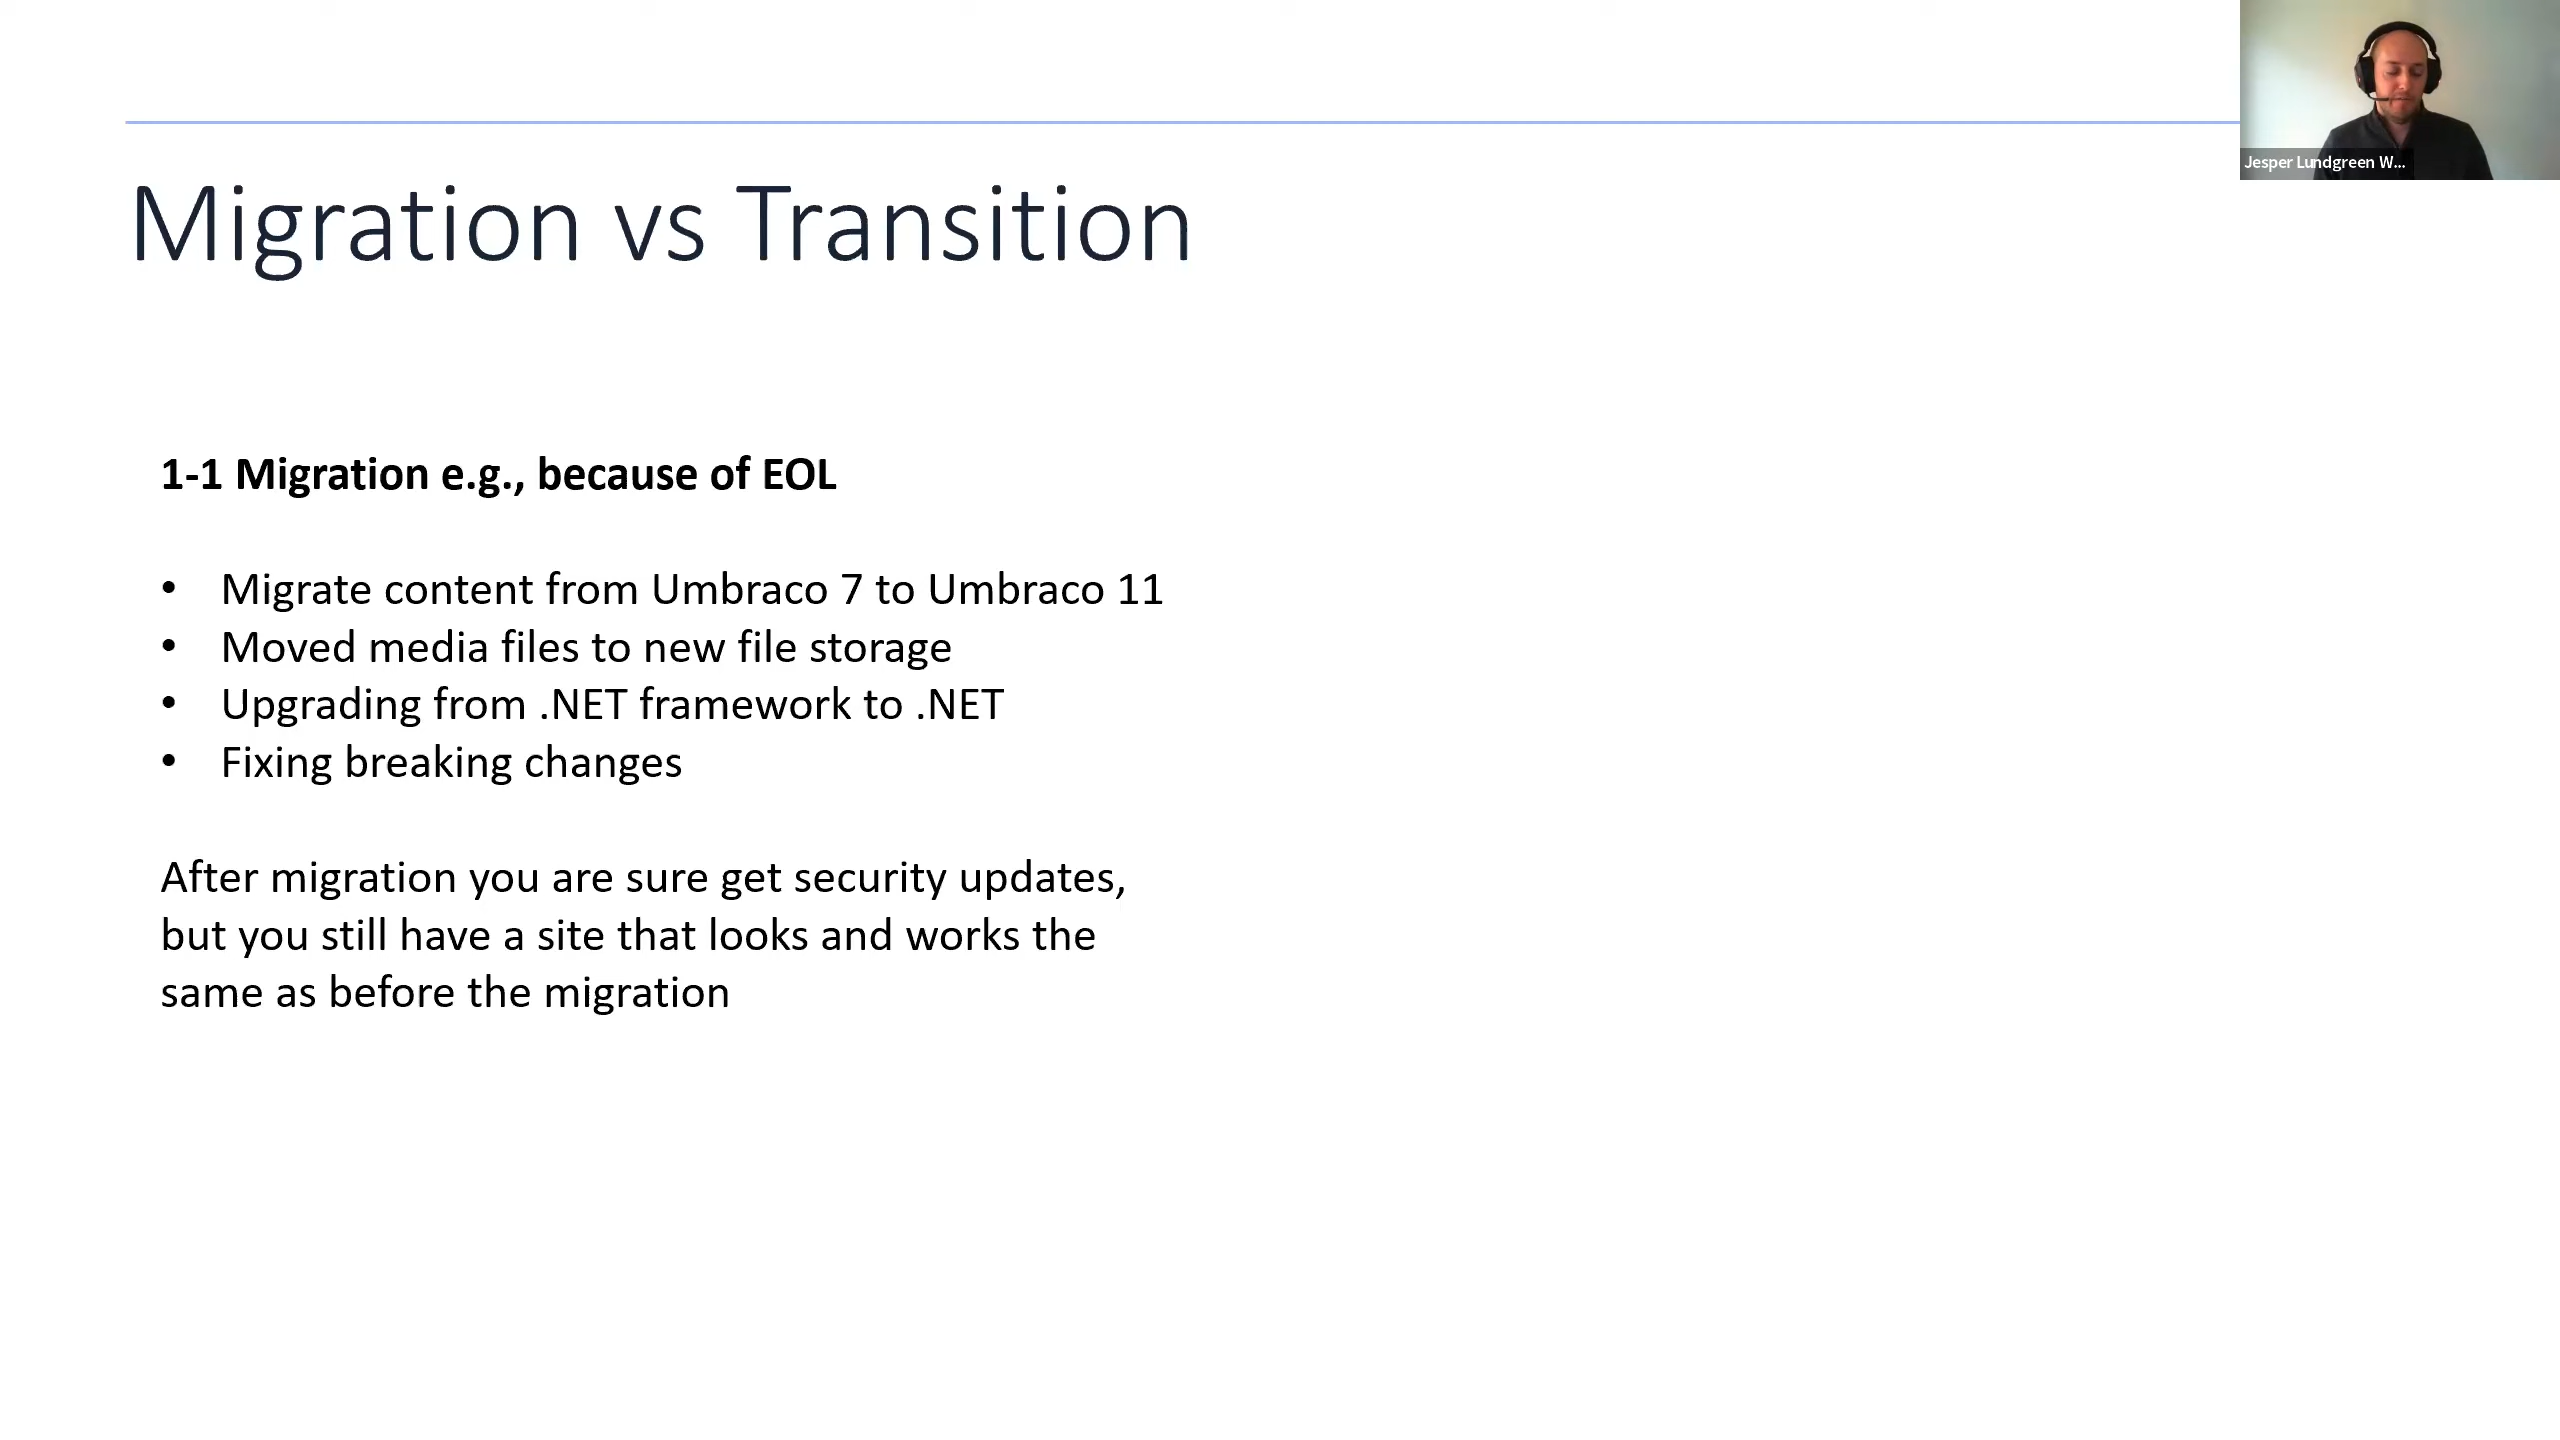 Migration vs Transition
Jesper Lundgreen W...
1-1 Migration e.g., because of EOL
• Migrate content from Umbraco 7 to Umbraco 11
• Moved media files to new file storage
• Upgrading from .NET framework to .NET
• Fixing breaking changes
After migration you are sure get security updates,
but you still have a site that looks and works the
same as before the migration